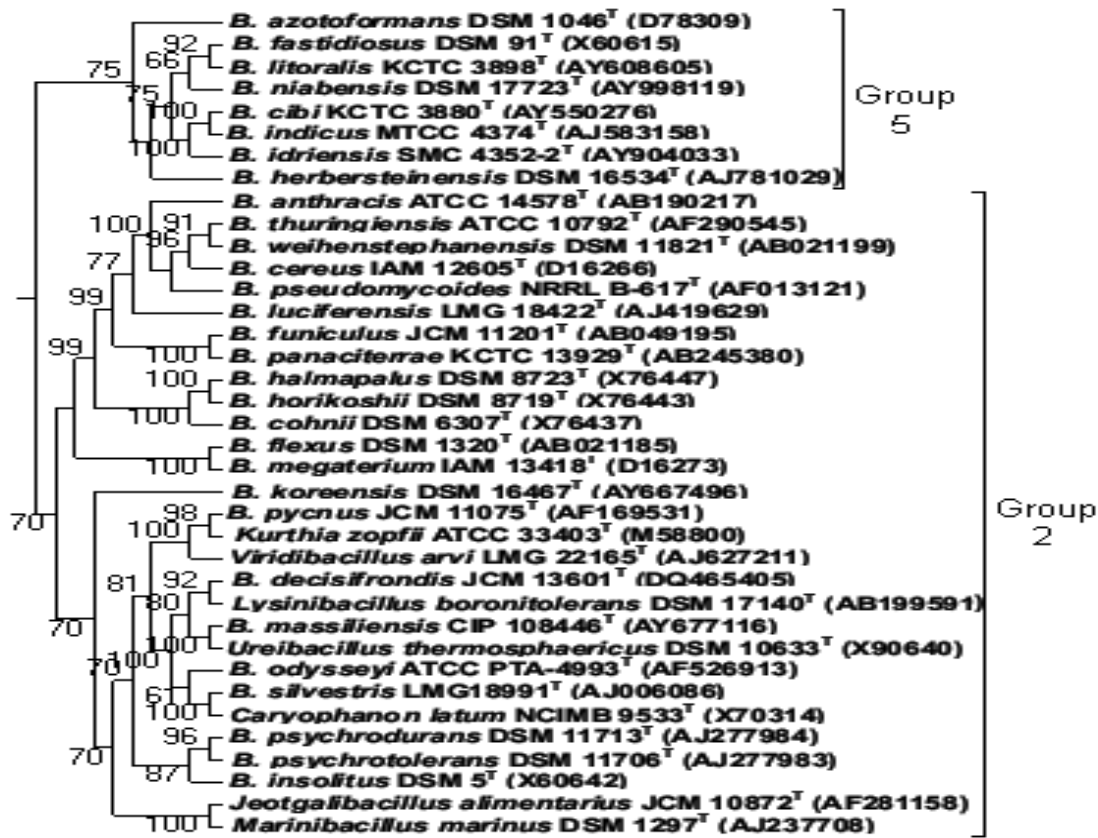 B. azotoformans DSM 1046T (D78309)
92 B. fastidiosus DSM 91T (X60615)
66
75 B. litoralis KCTC 3898T (AY608605)
75 B. niabensis DSM 17723T (AY998119)
Group
5
100 B. cibi KCTC 3880T (AY550276)
B. indicus MTCC 4374T (AJ583158)
100 B. idriensis SMC 4352-2T (AY904033)
B. herbersteinensis DSM 16534T (AJ781029)
B. anthracis ATCC 14578T (AB190217)
100 91 B. thuringiensis ATCC 10792T (AF290545)
96 B. weihenstephanensis DSM 11821T (AB021199)
77 B. cereus IAM 12605T (D16266)
B. pseudomycoides NRRL B-617T (AF013121)
99 B. luciferensis LMG 18422T (AJ419629)
B. funiculus JCM 11201T (AB049195)
99 100 B. panaciterrae KCTC 13929T (AB245380)
100 B. halmapalus DSM 8723T (X76447)
B. horikoshii DSM 8719T (X76443)
100 B. cohnii DSM 6307T (X76437)
B. flexus DSM 1320T (AB021185)
100 B. megaterium IAM 13418T (D16273)
B. koreensis DSM 16467T (AY667496)
70 98 B. pycnus JCM 11075T (AF169531)
Group
2
100 Kurthia zopfii ATCC 33403T (M58800)
Viridibacillus arvi LMG 22165T (AJ627211)
81 92 B. decisifrondis JCM 13601T (DQ465405)
80 Lysinibacillus boronitolerans DSM 17140T (AB199591)
70 B. massiliensis CIP 108446T (AY677116)
100 Ureibacillus thermosphaericus DSM 10633T (X90640)
70 100 B. odysseyi ATCC PTA-4993T (AF526913)
61 B. silvestris LMG18991T (AJ006086)
100 Caryophanon latum NCIMB 9533T (X70314)
96 B. psychrodurans DSM 11713T (AJ277984)
70 B. psychrotolerans DSM 11706T (AJ277983)
87 B. insolitus DSM 5T (X60642)
Jeotgalibacillus alimentarius JCM 10872T (AF281158)
100 Marinibacillus marinus DSM 1297T (AJ237708)